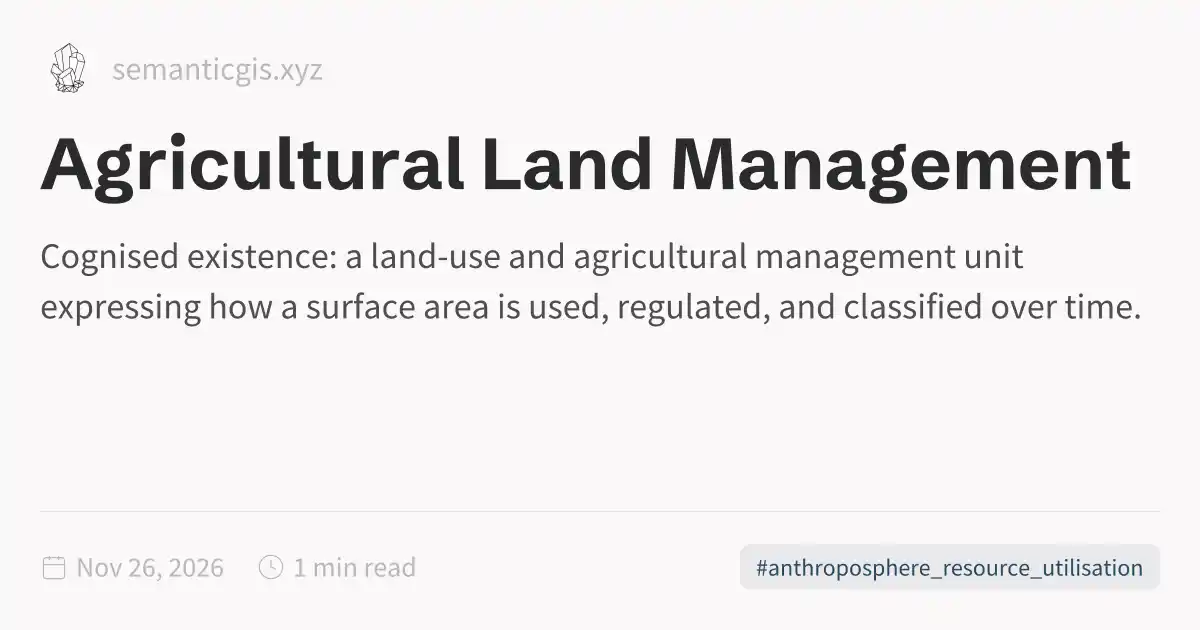 semanticgis.xyz
Agricultural Land Management
Cognised existence: a land-use and agricultural management unit
expressing how a surface area is used, regulated, and classified over time.
Nov 26, 2026 1 min read #anthroposphere_resource_utilisation